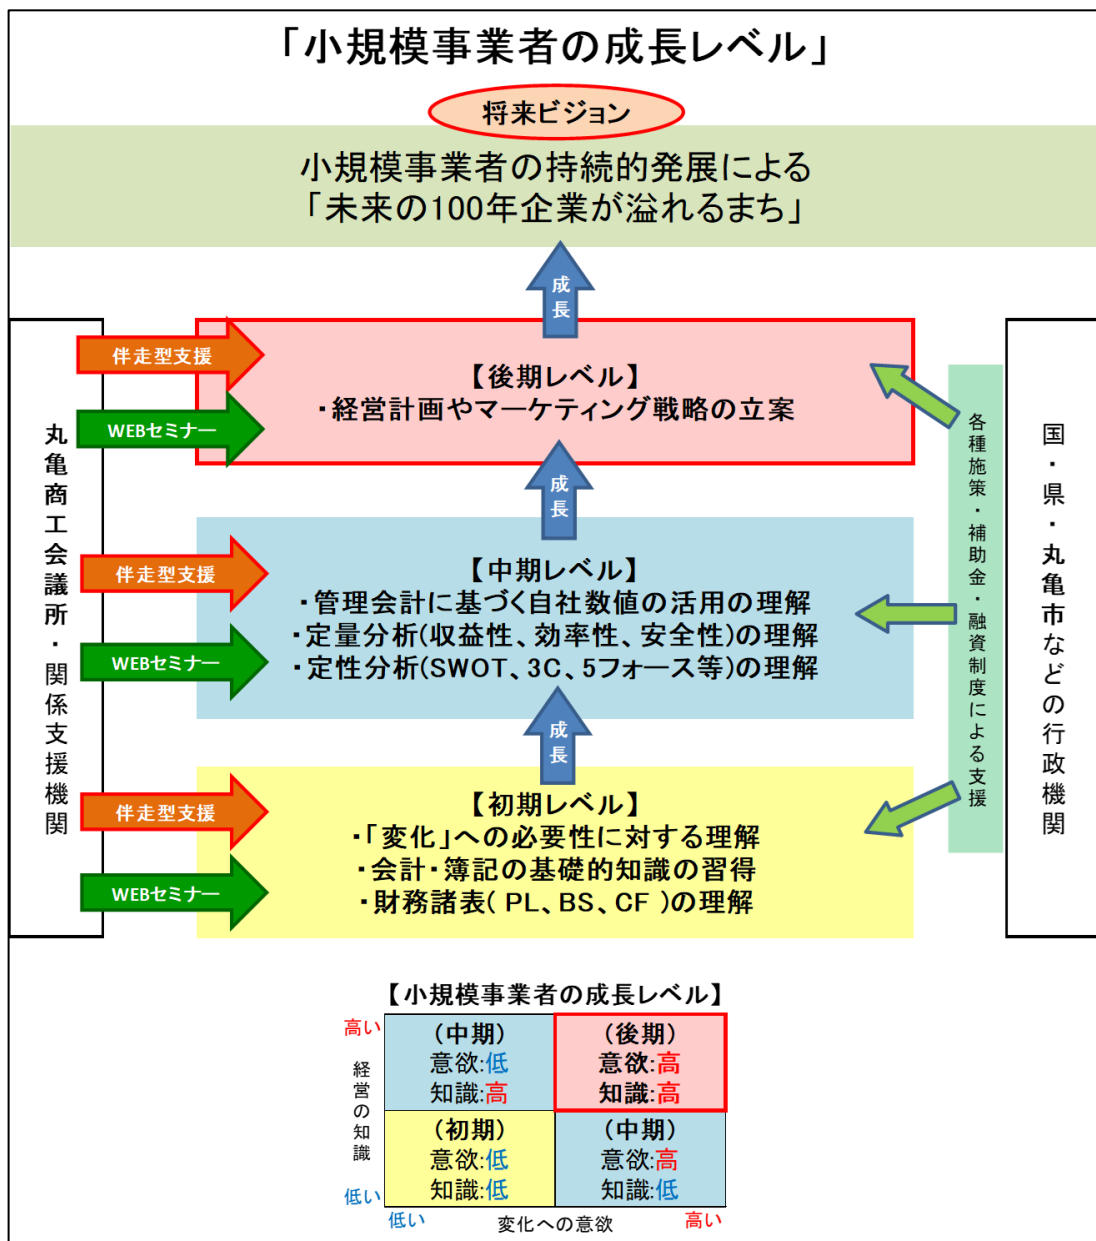 「小規模事業者の成長レベル」
将来ビジョン
小規模事業者の持続的発展による
「未来の100年企業が溢れるまち」
成長
丸亀商工会議所・関係支援機関
伴走型支援
WEBセミナー
【後期レベル】
・経営計画やマーケティング戦略の立案
成長
伴走型支援
WEBセミナー
【中期レベル】
・管理会計に基づく自社数値の活用の理解
・定量分析(収益性、効率性、安全性)の理解
・定性分析(SWOT、3C、5フォース等)の理解
成長
伴走型支援
WEBセミナー
【初期レベル】
・「変化」への必要性に対する理解
・会計・簿記の基礎的知識の習得
・財務諸表( PL、BS、CF )の理解
各種施策・補助金・融資制度による支援
国・県・丸亀市などの行政機関
【小規模事業者の成長レベル】
高い
経営の知識
低い
(中期)
意欲:低
知識:高
(後期)
意欲:高
知識:高
(初期)
意欲:低
知識:低
(中期)
意欲:高
知識:低
低い
変化への意欲
高い